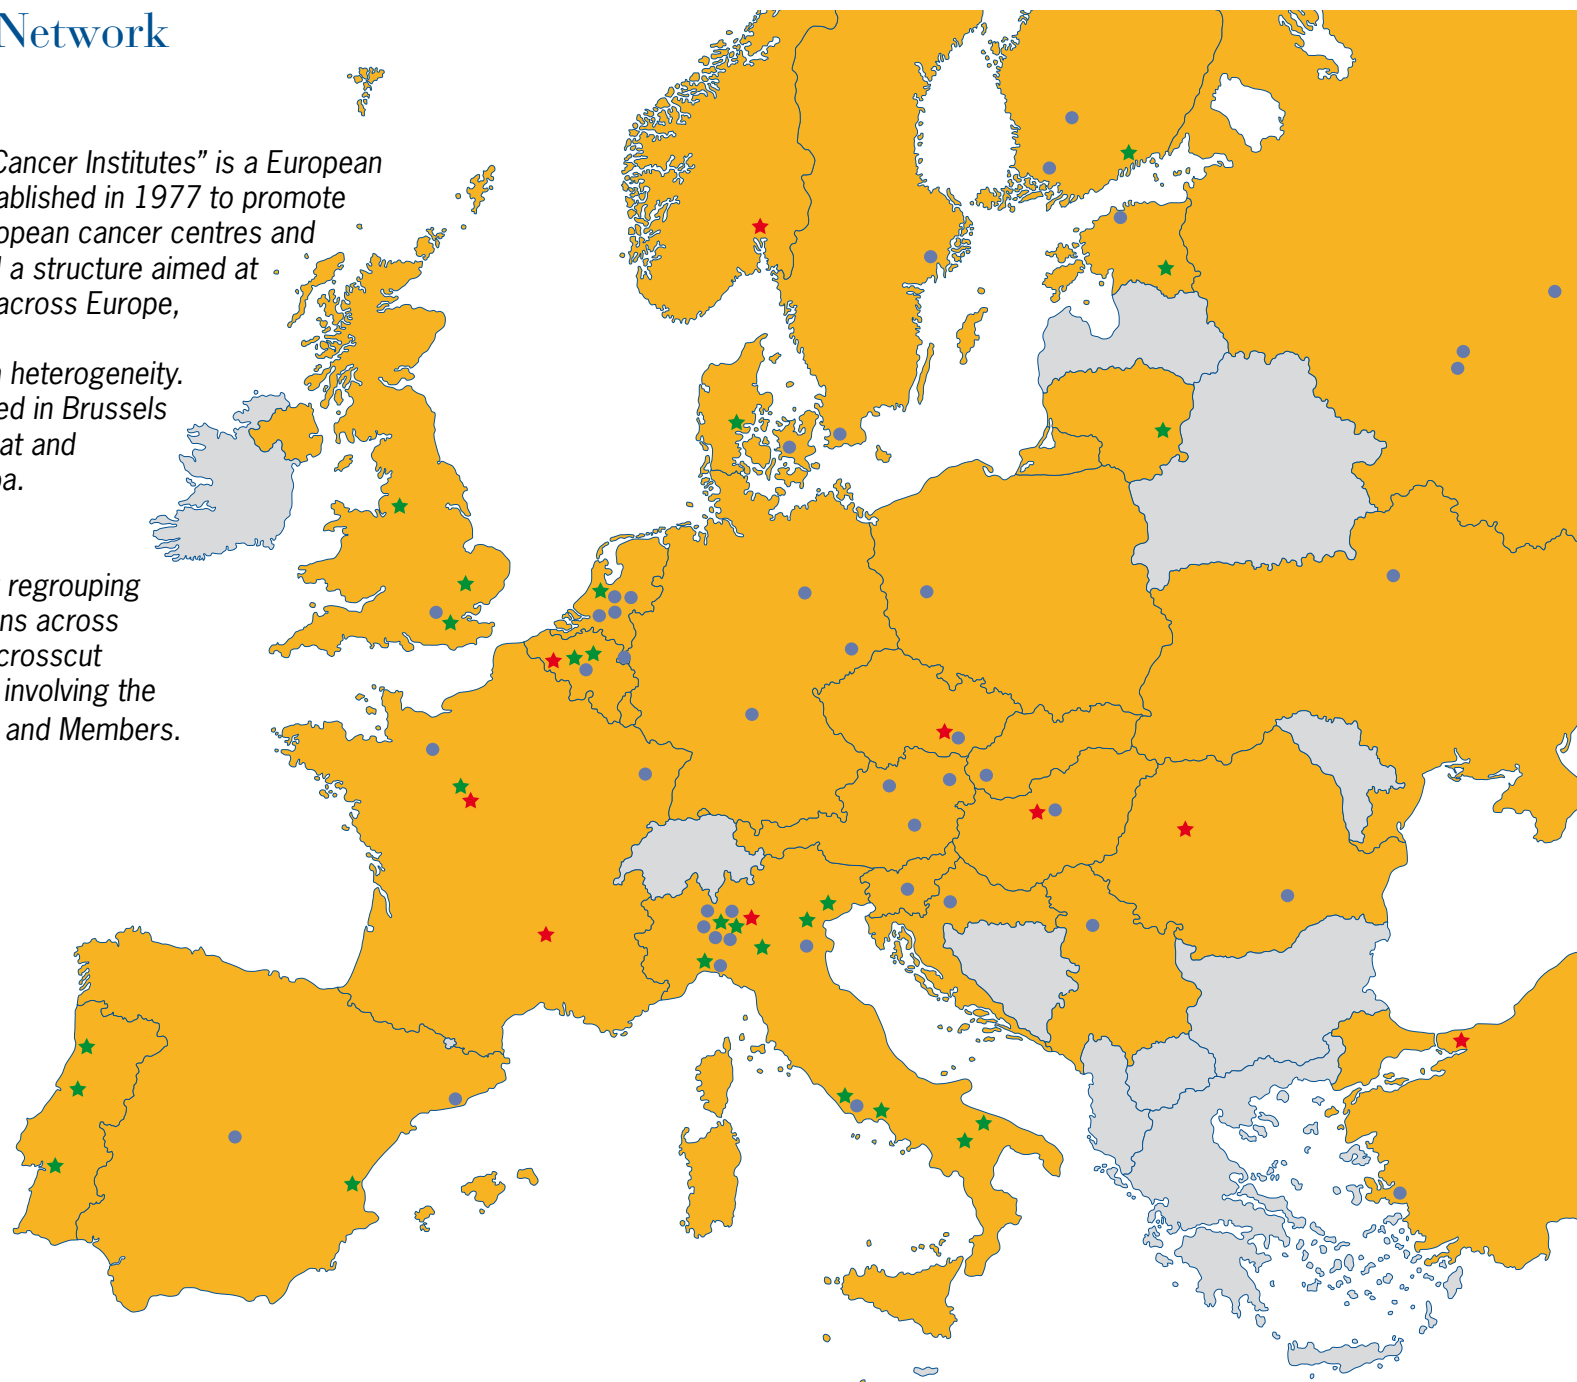 Network
Cancer Institutes” is a European
ablished in 1977 to promote
opean cancer centres and
a structure aimed at
across Europe,
heterogeneity.
ed in Brussels
at and
a.
regrouping
ns across
crosscut
involving the
and Members.